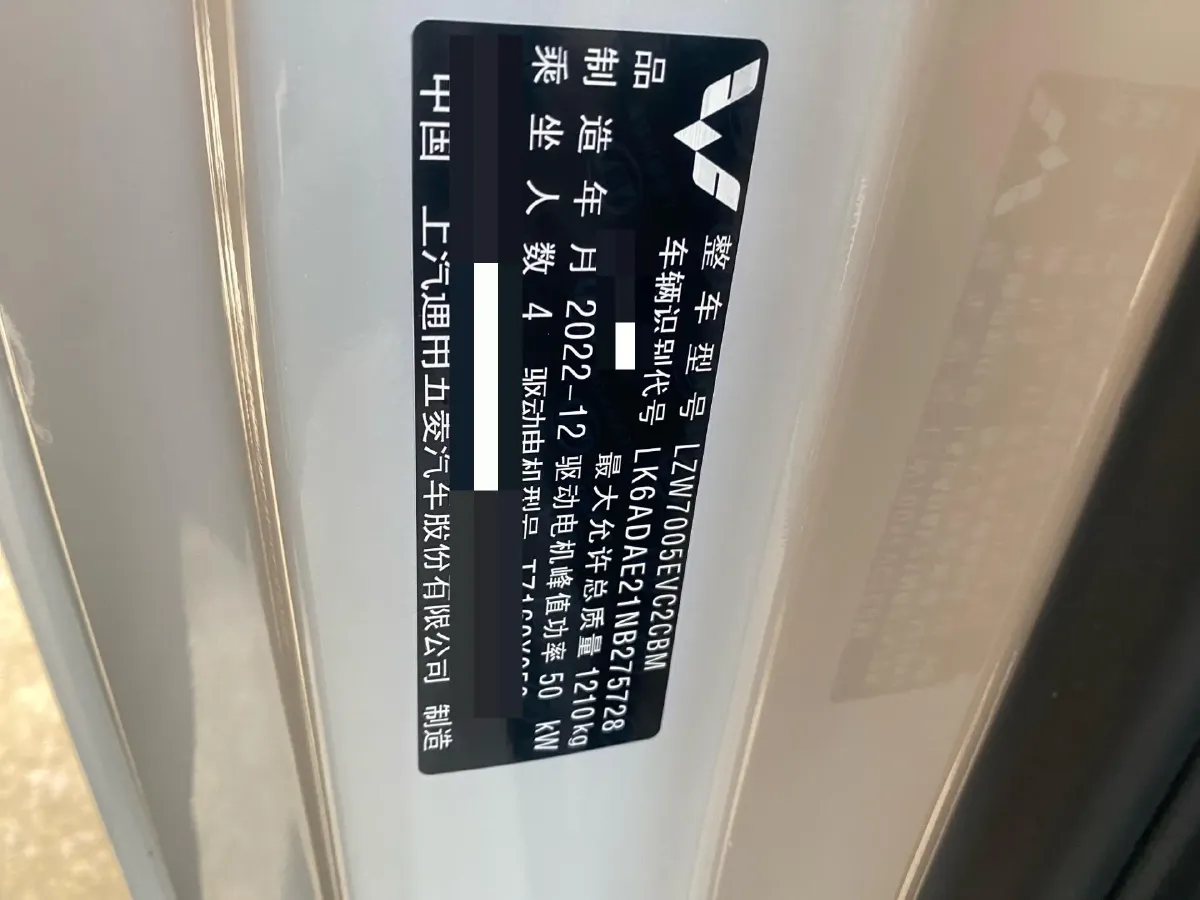 整车型号 LZW7005EVC2CBM
车辆识别代号 LK6ADAE21NB275728
品 最大允许总质量 1210kg
制造年月 2022-12 驱动电机峰值功率 50 kW
乘坐人数 4 驱动电机型号
中国 上汽通用五菱汽车股份有限公司 制造